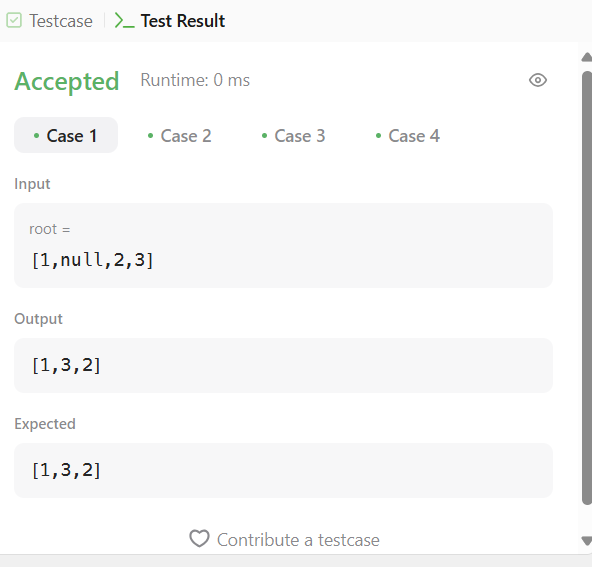 Testcase Test Result
Accepted Runtime: 0 ms
Case 1 Case 2 Case 3 Case 4
Input
root =
[1,null,2,3]
Output
[1,3,2]
Expected
[1,3,2]
Contribute a testcase